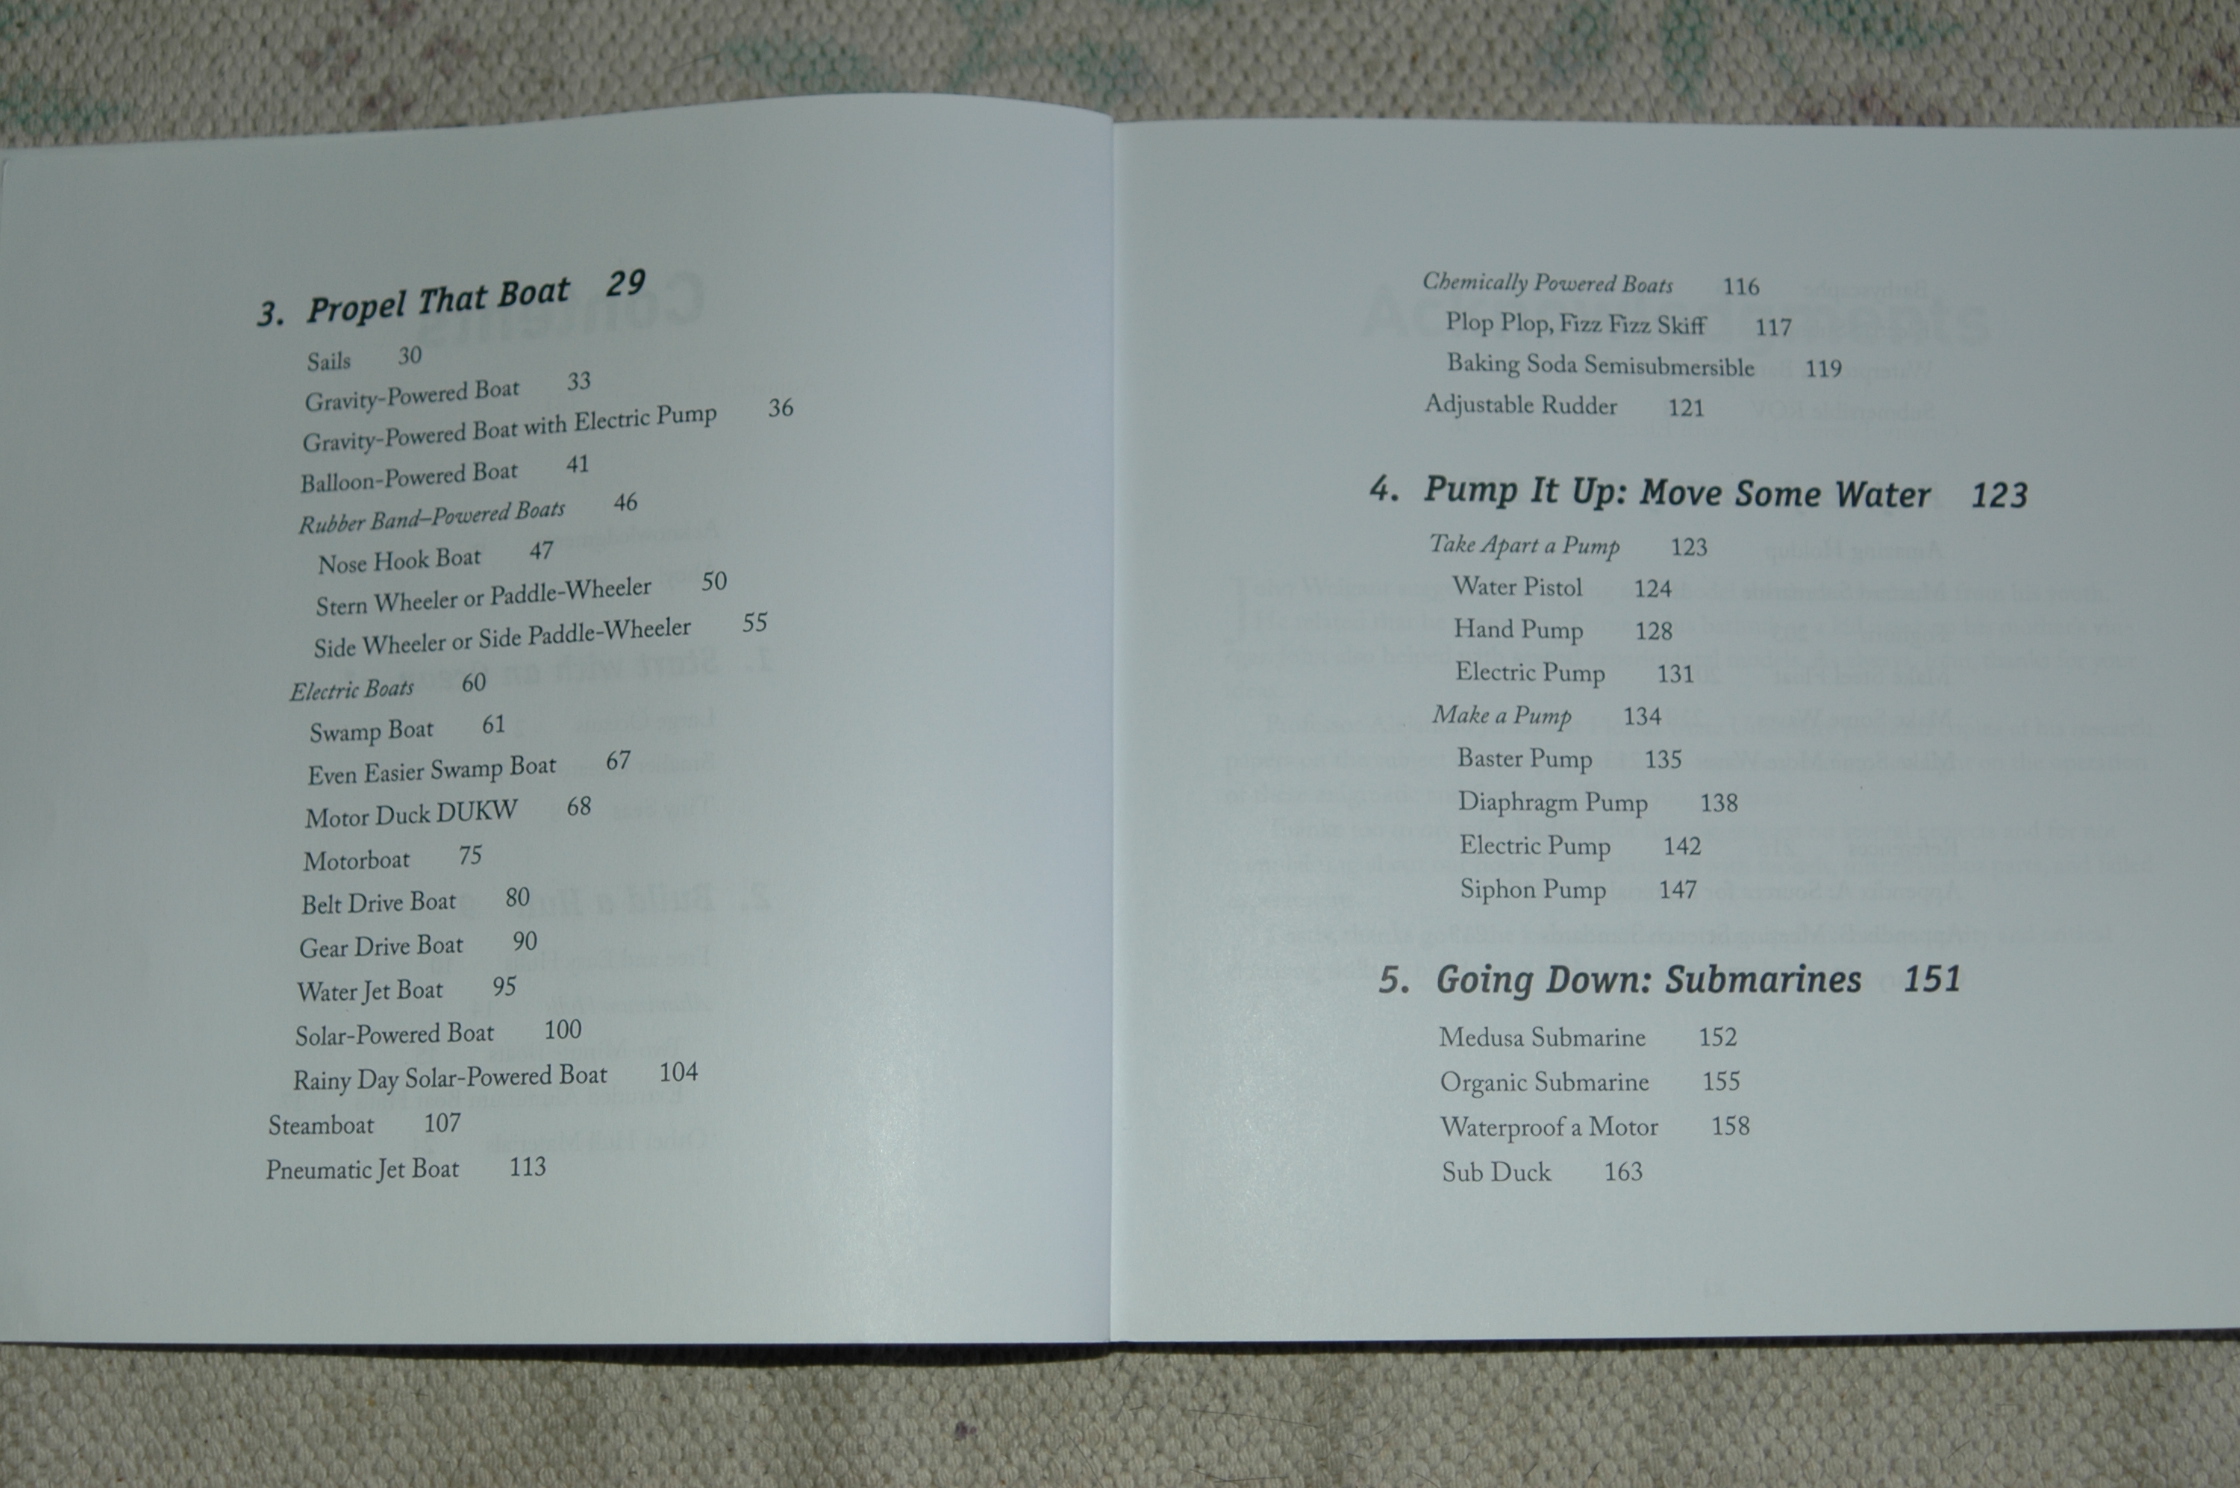 3. Propel That Boat 29
Sails 30
Gravity-Powered Boat 33
Gravity-Powered Boat with Electric Pump 36
Balloon-Powered Boat 41
Rubber Band–Powered Boats 46
Nose Hook Boat 47
Stern Wheeler or Paddle-Wheeler 50
Side Wheeler or Side Paddle-Wheeler 55
Electric Boats 60
Swamp Boat 61
Even Easier Swamp Boat 67
Motor Duck DUKW 68
Motorboat 75
Belt Drive Boat 80
Gear Drive Boat 90
Water Jet Boat 95
Solar-Powered Boat 100
Rainy Day Solar-Powered Boat 104
Steamboat 107
Pneumatic Jet Boat 113
Chemically Powered Boats 116
Plop Plop, Fizz Fizz Skiff 117
Baking Soda Semisubmersible 119
Adjustable Rudder 121
4. Pump It Up: Move Some Water 123
Take Apart a Pump 123
Water Pistol 124
Hand Pump 128
Electric Pump 131
Make a Pump 134
Baster Pump 135
Diaphragm Pump 138
Electric Pump 142
Siphon Pump 147
5. Going Down: Submarines 151
Medusa Submarine 152
Organic Submarine 155
Waterproof a Motor 158
Sub Duck 163